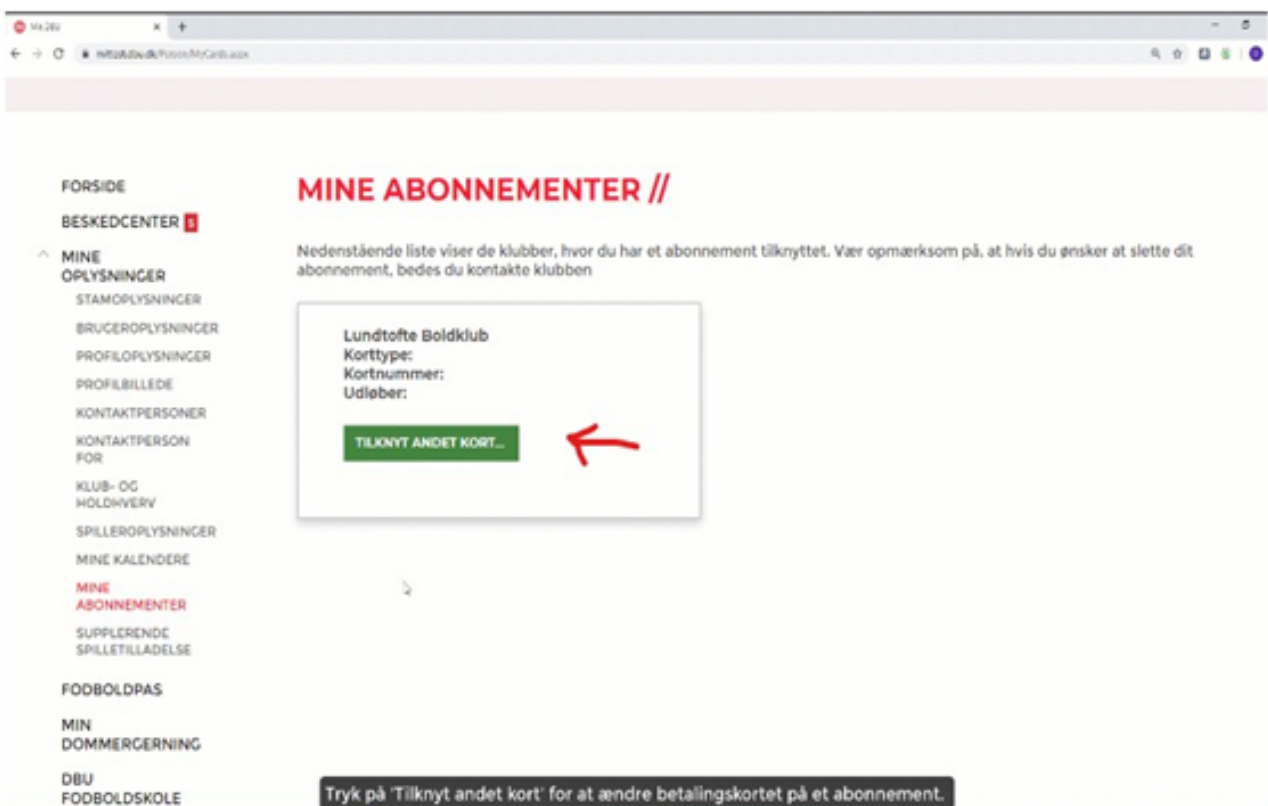 Mit DBU
FORSIDE
BESKEDCENTER 5
MINE
OPLYSNINGER
STAMOPLYSNINGER
BRUGEROPLYSNINGER
PROFILOPLYSNINGER
PROFILBILLEDE
KONTAKTPERSONER
KONTAKTPERSON
FOR
KLUB- OG
HOLDHVERV
SPILLEROPLYSNINGER
MINE KALENDERE
MINE
ABONNEMENTER
SUPPLERENDE
SPILLETILLADELSE
FODBOLDPAS
MIN
DOMMERGERNING
DBU
FODBOLDSKOLE
MINE ABONNEMENTER //
Nedenstående liste viser de klubber, hvor du har et abonnement tilknyttet. Vær opmærksom på, at hvis du ønsker at slette dit
abonnement, bedes du kontakte klubben
Lundtofte Boldklub
Korttype:
Kortnummer:
Udløber:
TILKNYT ANDET KORT...
Tryk på 'Tilknyt andet kort' for at ændre betalingskortet på et abonnement.